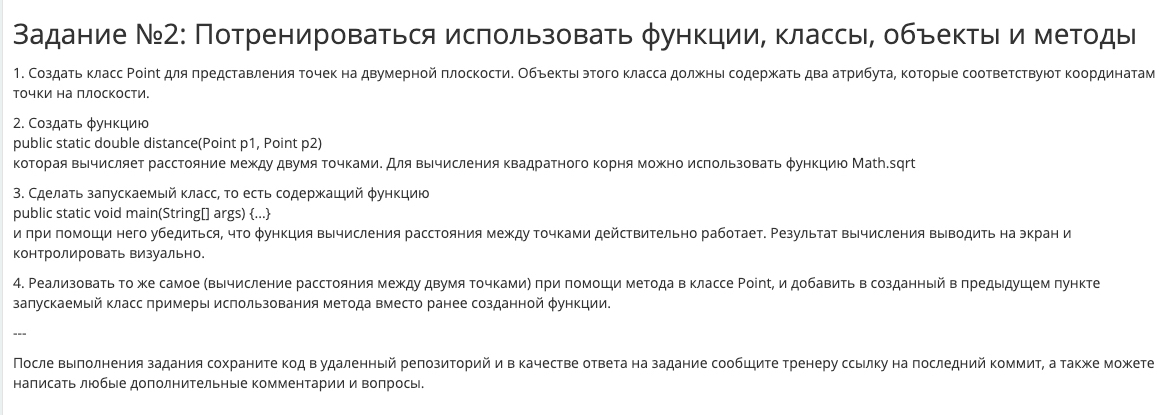 Задание №2: Потренироваться использовать функции, классы, объекты и методы
1. Создать класс Point для представления точек на двумерной плоскости. Объекты этого класса должны содержать два атрибута, которые соответствуют координатам
точки на плоскости.
2. Создать функцию
public static double distance(Point p1, Point p2)
которая вычисляет расстояние между двумя точками. Для вычисления квадратного корня можно использовать функцию Math.sqrt
3. Сделать запускаемый класс, то есть содержащий функцию
public static void main(String[] args) {...}
и при помощи него убедиться, что функция вычисления расстояния между точками действительно работает. Результат вычисления выводить на экран и
контролировать визуально.
4. Реализовать то же самое (вычисление расстояния между двумя точками) при помощи метода в классе Point, и добавить в созданный в предыдущем пункте
запускаемый класс примеры использования метода вместо ранее созданной функции.
---
После выполнения задания сохраните код в удаленный репозиторий и в качестве ответа на задание сообщите тренеру ссылку на последний коммит, а также можете
написать любые дополнительные комментарии и вопросы.